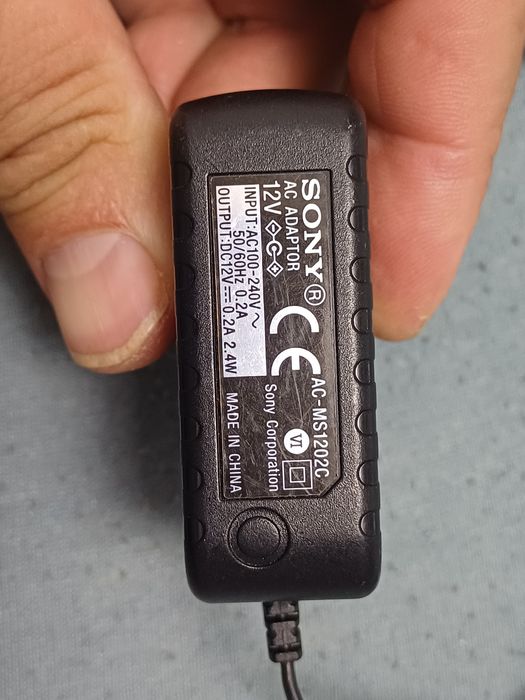 SONY®
AC ADAPTOR
12V
INPUT:AC100-240V~
50/60Hz 0.2A
OUTPUT:DC12V⎓0.2A 2.4W
CE
AC-MS1202C
VI
Sony Corporation
MADE IN CHINA